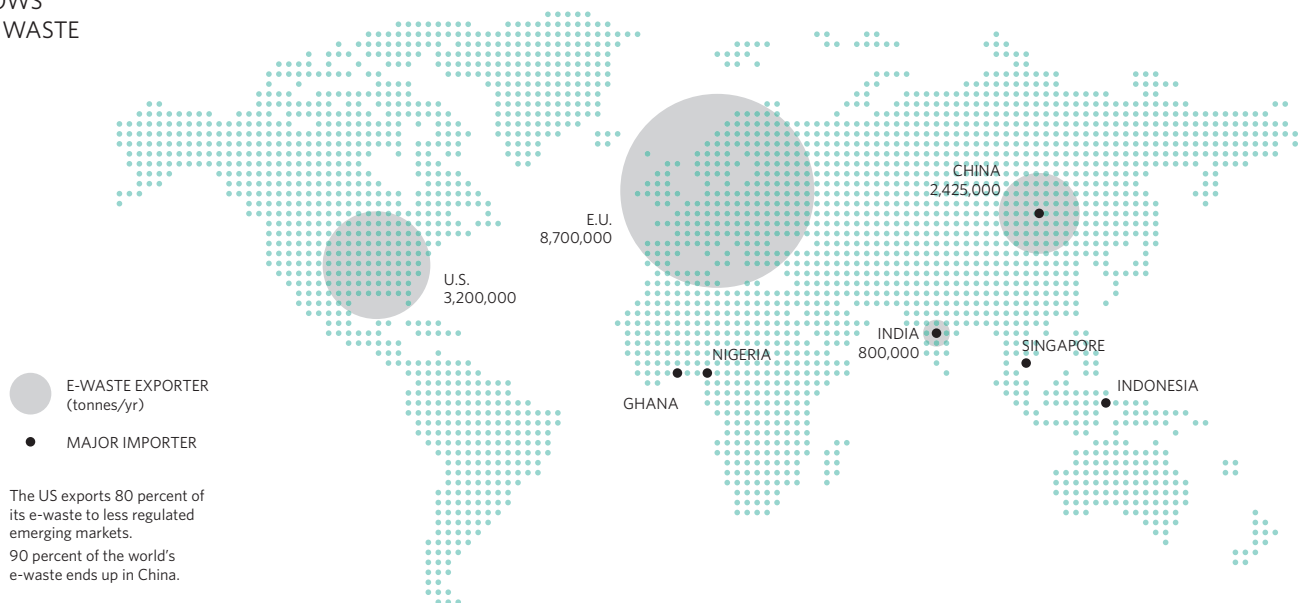 WASTE
E.U.
8,700,000
U.S.
3,200,000
CHINA
2,425,000
INDIA
800,000
NIGERIA
GHANA
SINGAPORE
INDONESIA
E-WASTE EXPORTER
(tonnes/yr)
MAJOR IMPORTER
The US exports 80 percent of
its e-waste to less regulated
emerging markets.
90 percent of the world's
e-waste ends up in China.